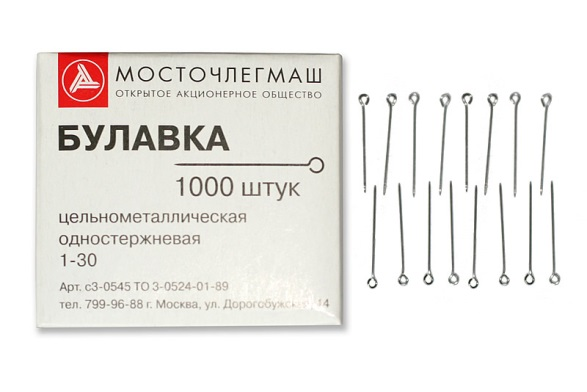 МОСТОЧЛЕГМАШ
ОТКРЫТОЕ АКЦИОНЕРНОЕ ОБЩЕСТВО
БУЛАВКА
1000 штук
цельнометаллическая
одностержневая
1-30
Арт. с3-0545 ТО 3-0524-01-89
тел. 799-96-88 г. Москва, ул. Дорогобужская, 14